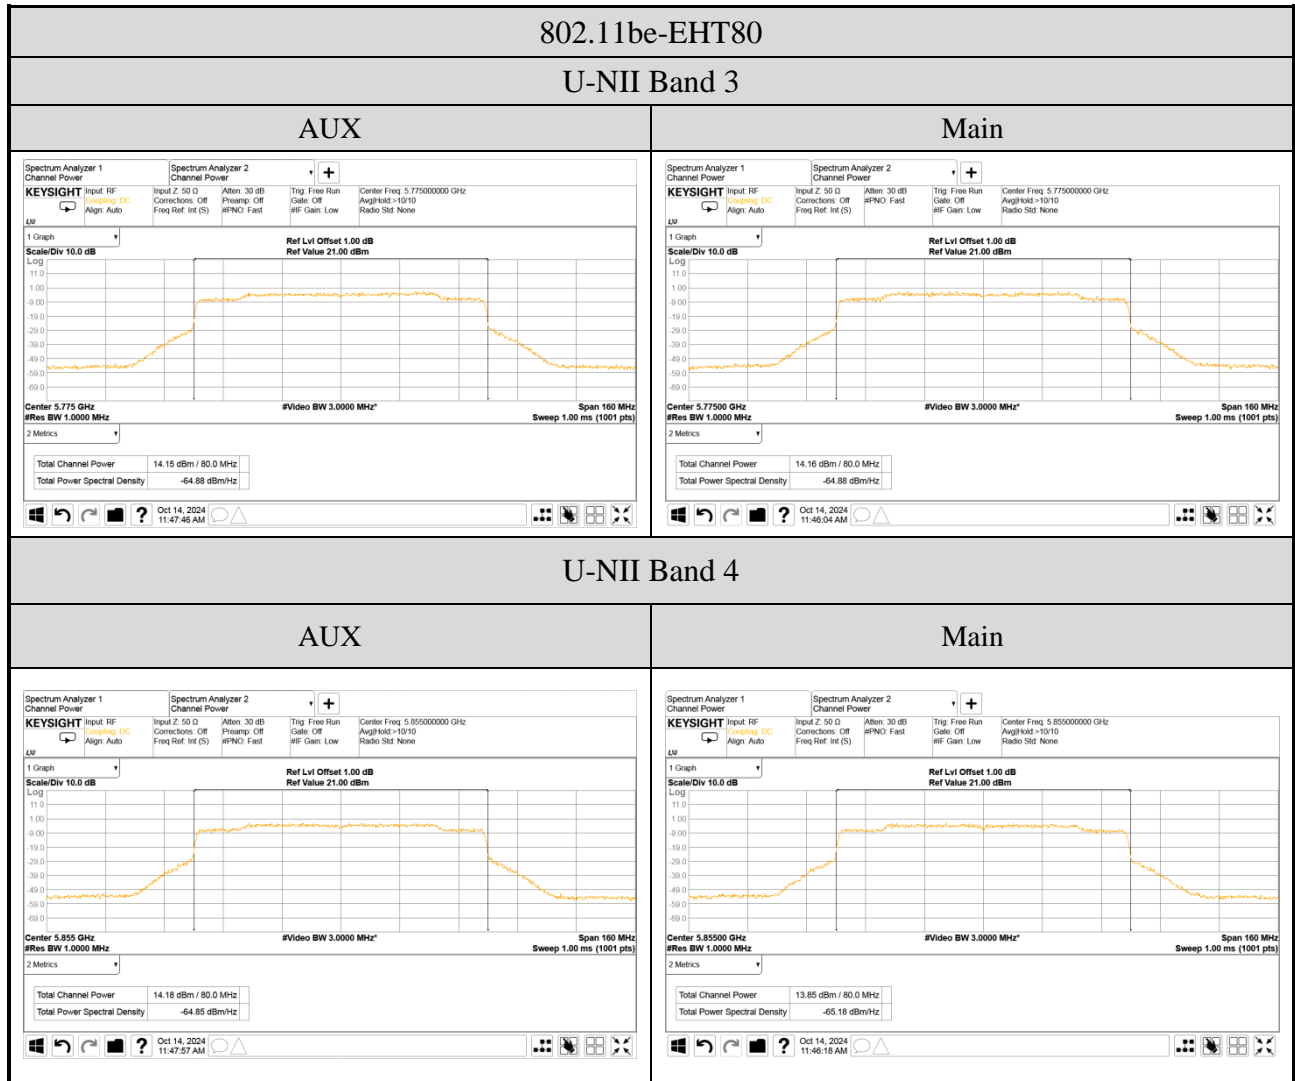 802.11be-EHT80
U-NII Band 3
AUX
Main
Spectrum Analyzer 1
Channel Power
Spectrum Analyzer 2
Channel Power
+
KEYSIGHT
Input: RF
Coupling: DC
Align: Auto
Input Z: 50 Ω
Corrections: Off
Freq Ref: Int (S)
Atten: 30 dB
Preamp: Off
#PNO: Fast
Trig: Free Run
Gate: Off
#IF Gain: Low
Center Freq: 5.775000000 GHz
Avg|Hold:>10/10
Radio Std: None
LXI
1 Graph
Scale/Div 10.0 dB
Ref Lvl Offset 1.00 dB
Ref Value 21.00 dBm
Log
11.0
1.00
-9.00
-19.0
-29.0
-39.0
-49.0
-59.0
-69.0
Center 5.775 GHz
#Res BW 1.0000 MHz
#Video BW 3.0000 MHz*
Span 160 MHz
Sweep 1.00 ms (1001 pts)
2 Metrics
Total Channel Power 14.15 dBm / 80.0 MHz
Total Power Spectral Density -64.88 dBm/Hz
?
Oct 14, 2024
11:47:46 AM
Spectrum Analyzer 1
Channel Power
Spectrum Analyzer 2
Channel Power
+
KEYSIGHT
Input: RF
Coupling: DC
Align: Auto
Input Z: 50 Ω
Corrections: Off
Freq Ref: Int (S)
Atten: 30 dB
#PNO: Fast
Trig: Free Run
Gate: Off
#IF Gain: Low
Center Freq: 5.775000000 GHz
Avg|Hold:>10/10
Radio Std: None
LXI
1 Graph
Scale/Div 10.0 dB
Ref Lvl Offset 1.00 dB
Ref Value 21.00 dBm
Log
11.0
1.00
-9.00
-19.0
-29.0
-39.0
-49.0
-59.0
-69.0
Center 5.77500 GHz
#Res BW 1.0000 MHz
#Video BW 3.0000 MHz*
Span 160 MHz
Sweep 1.00 ms (1001 pts)
2 Metrics
Total Channel Power 14.16 dBm / 80.0 MHz
Total Power Spectral Density -64.88 dBm/Hz
?
Oct 14, 2024
11:46:04 AM
U-NII Band 4
AUX
Main
Spectrum Analyzer 1
Channel Power
Spectrum Analyzer 2
Channel Power
+
KEYSIGHT
Input: RF
Coupling: DC
Align: Auto
Input Z: 50 Ω
Corrections: Off
Freq Ref: Int (S)
Atten: 30 dB
Preamp: Off
#PNO: Fast
Trig: Free Run
Gate: Off
#IF Gain: Low
Center Freq: 5.855000000 GHz
Avg|Hold:>10/10
Radio Std: None
LXI
1 Graph
Scale/Div 10.0 dB
Ref Lvl Offset 1.00 dB
Ref Value 21.00 dBm
Log
11.0
1.00
-9.00
-19.0
-29.0
-39.0
-49.0
-59.0
-69.0
Center 5.855 GHz
#Res BW 1.0000 MHz
#Video BW 3.0000 MHz*
Span 160 MHz
Sweep 1.00 ms (1001 pts)
2 Metrics
Total Channel Power 14.18 dBm / 80.0 MHz
Total Power Spectral Density -64.85 dBm/Hz
?
Oct 14, 2024
11:47:57 AM
Spectrum Analyzer 1
Channel Power
Spectrum Analyzer 2
Channel Power
+
KEYSIGHT
Input: RF
Coupling: DC
Align: Auto
Input Z: 50 Ω
Corrections: Off
Freq Ref: Int (S)
Atten: 30 dB
#PNO: Fast
Trig: Free Run
Gate: Off
#IF Gain: Low
Center Freq: 5.855000000 GHz
Avg|Hold:>10/10
Radio Std: None
LXI
1 Graph
Scale/Div 10.0 dB
Ref Lvl Offset 1.00 dB
Ref Value 21.00 dBm
Log
11.0
1.00
-9.00
-19.0
-29.0
-39.0
-49.0
-59.0
-69.0
Center 5.85500 GHz
#Res BW 1.0000 MHz
#Video BW 3.0000 MHz*
Span 160 MHz
Sweep 1.00 ms (1001 pts)
2 Metrics
Total Channel Power 13.85 dBm / 80.0 MHz
Total Power Spectral Density -65.18 dBm/Hz
?
Oct 14, 2024
11:46:18 AM